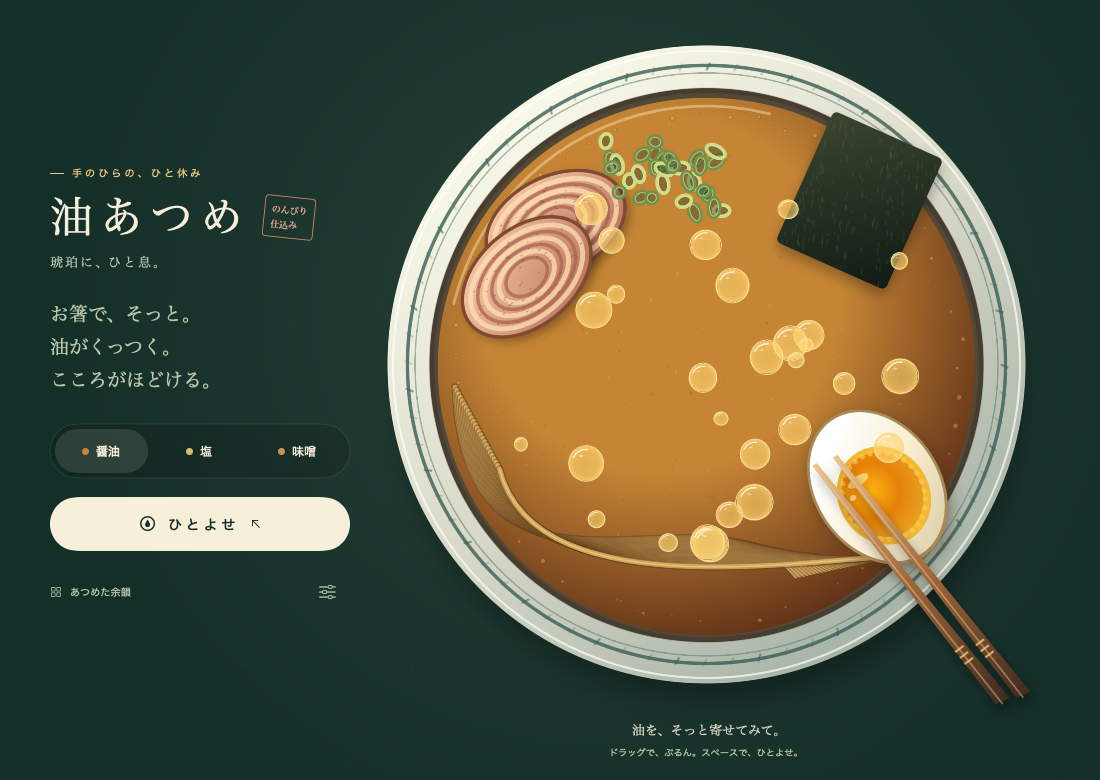 手のひらの、ひと休み
油あつめ
のんびり
仕込み
琥珀に、ひと息。
お箸で、そっと。
油がくっつく。
こころがほどける。
醤油
塩
味噌
ひとよせ
あつめた余韻
油を、そっと寄せてみて。
ドラッグで、ぷるん。スペースで、ひとよせ。